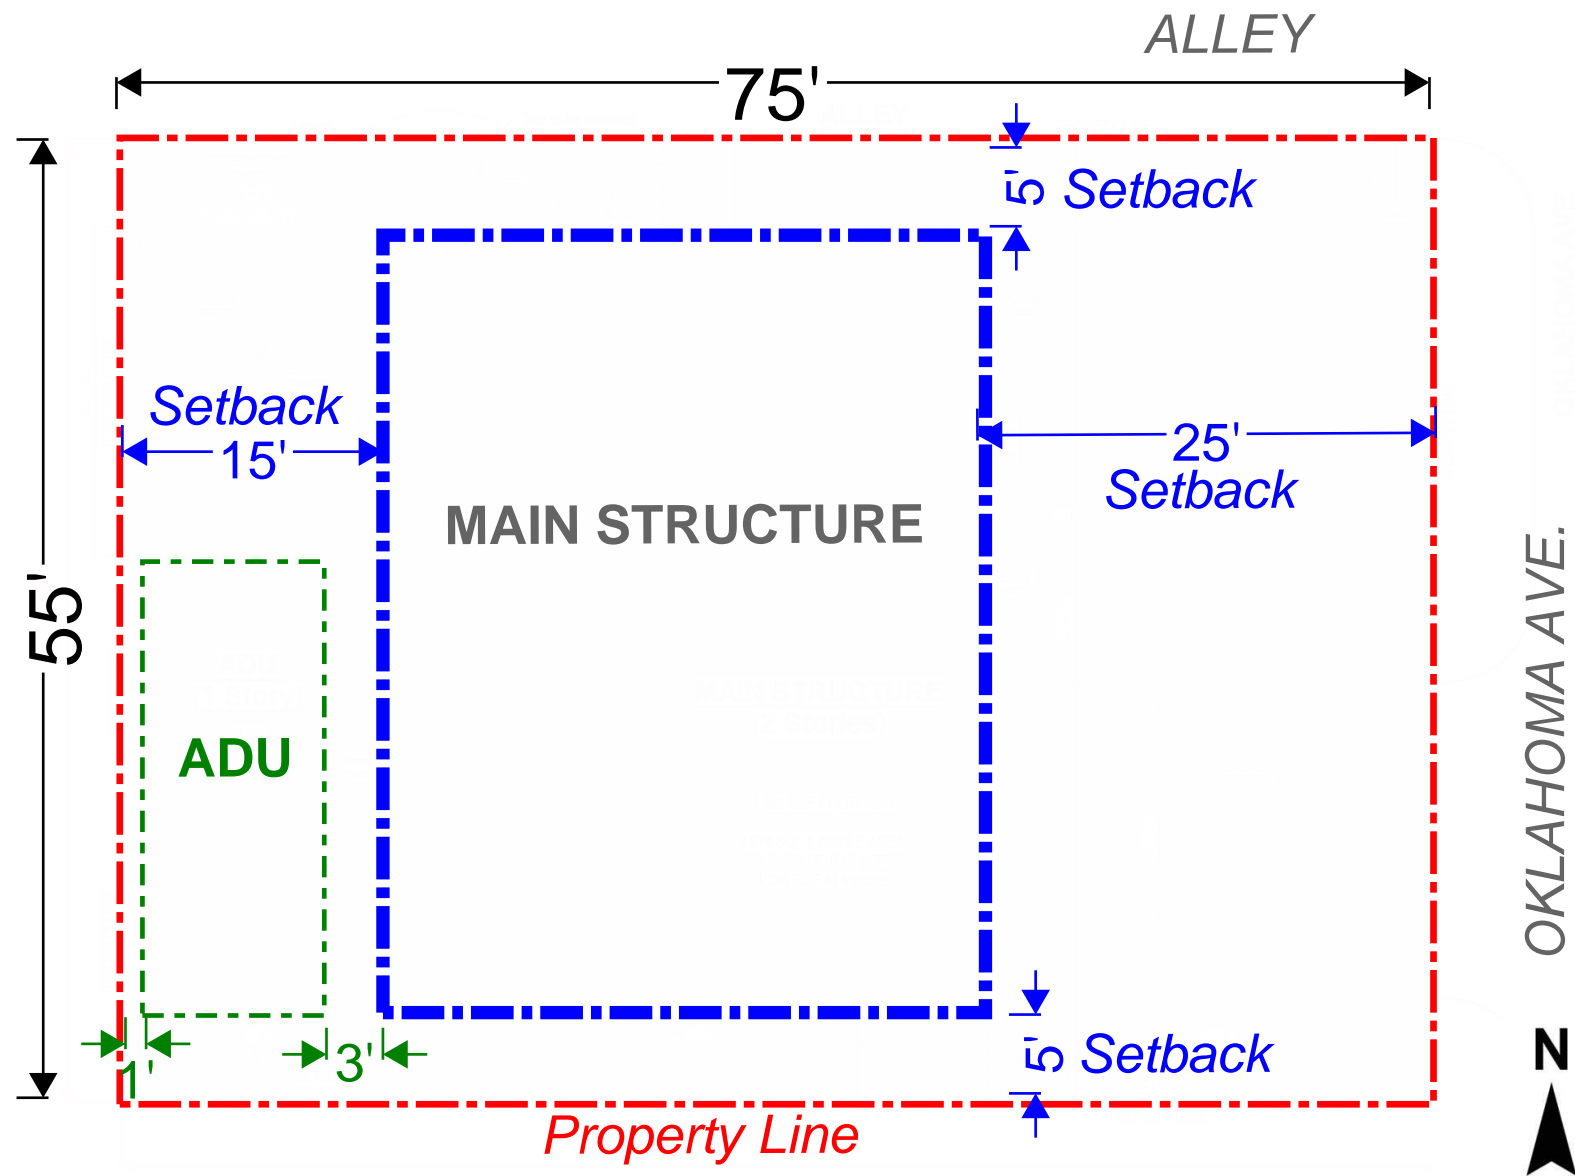 ALLEY
75'
5' Setback
Setback
15'
25'
Setback
MAIN STRUCTURE
55'
ADU
OKLAHOMA AVE.
1'
3'
5' Setback
N
Property Line